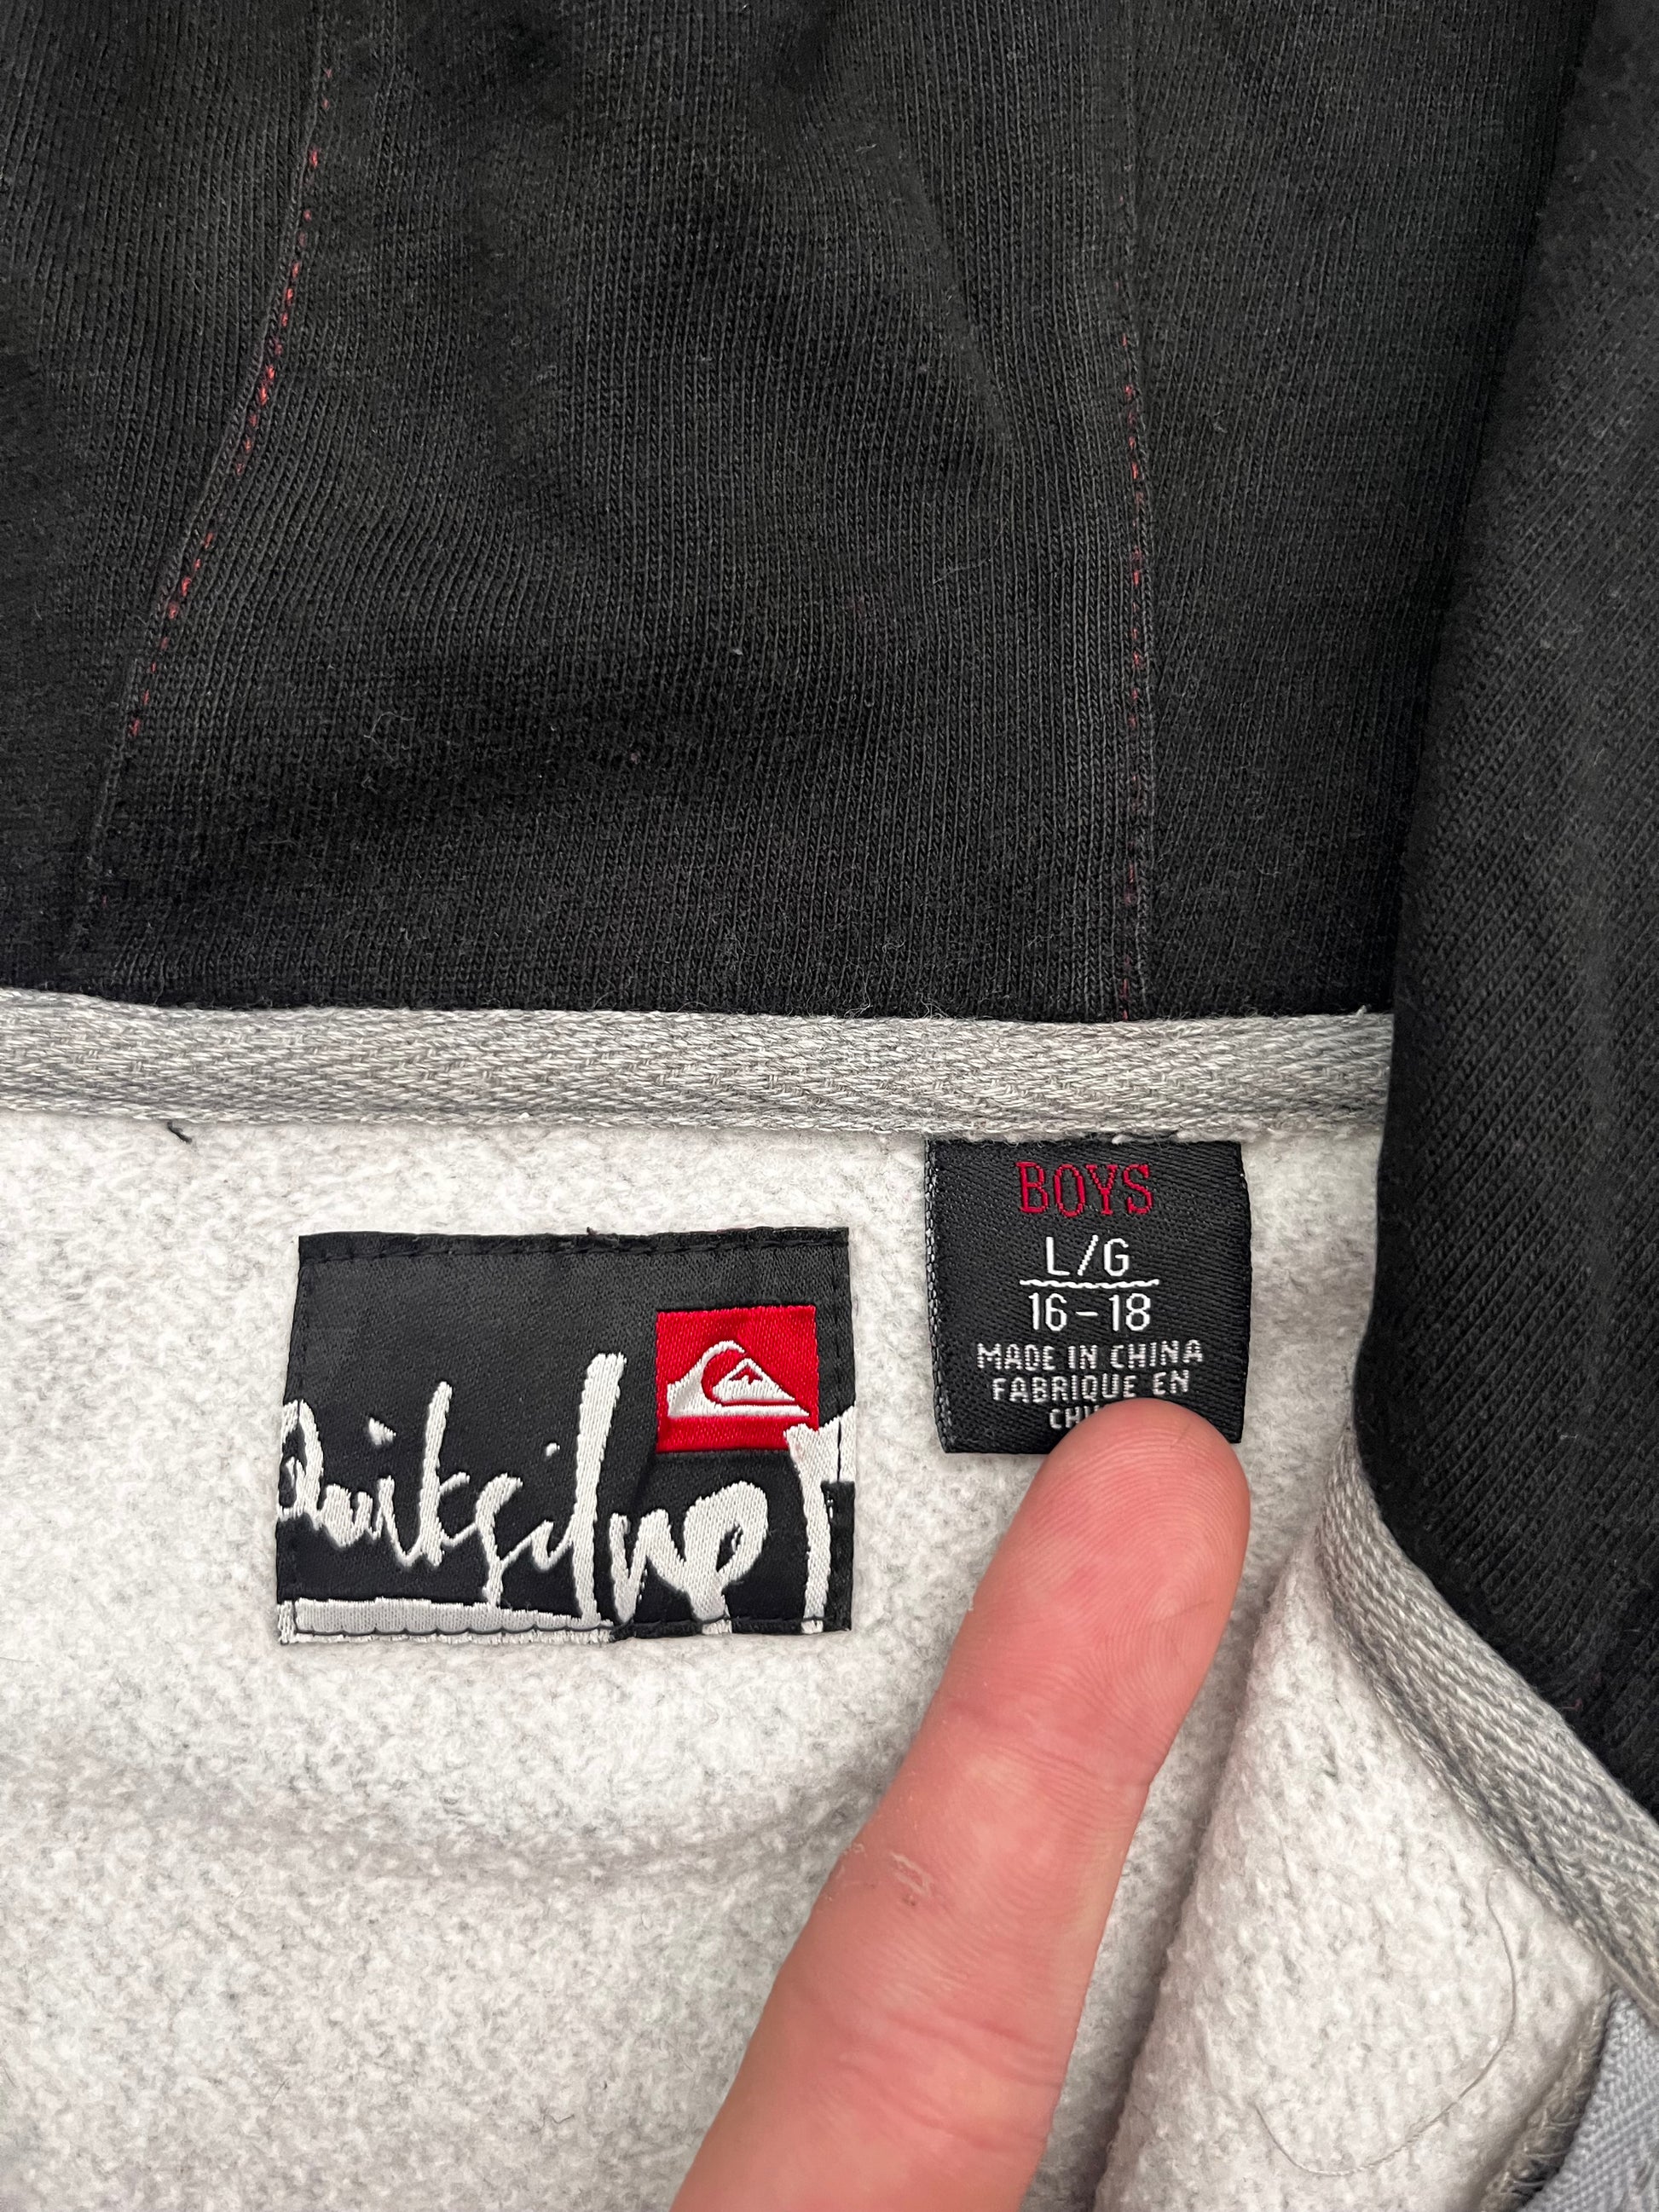 Quiksilver
BOYS
L/G
16-18
MADE IN CHINA
FABRIQUE EN